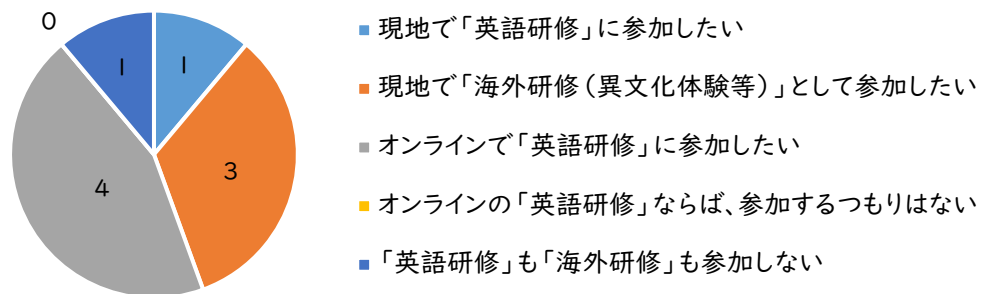 0
1
1
3
4
現地で「英語研修」に参加したい
現地で「海外研修(異文化体験等)」として参加したい
オンラインで「英語研修」に参加したい
オンラインの「英語研修」ならば、参加するつもりはない
「英語研修」も「海外研修」も参加しない